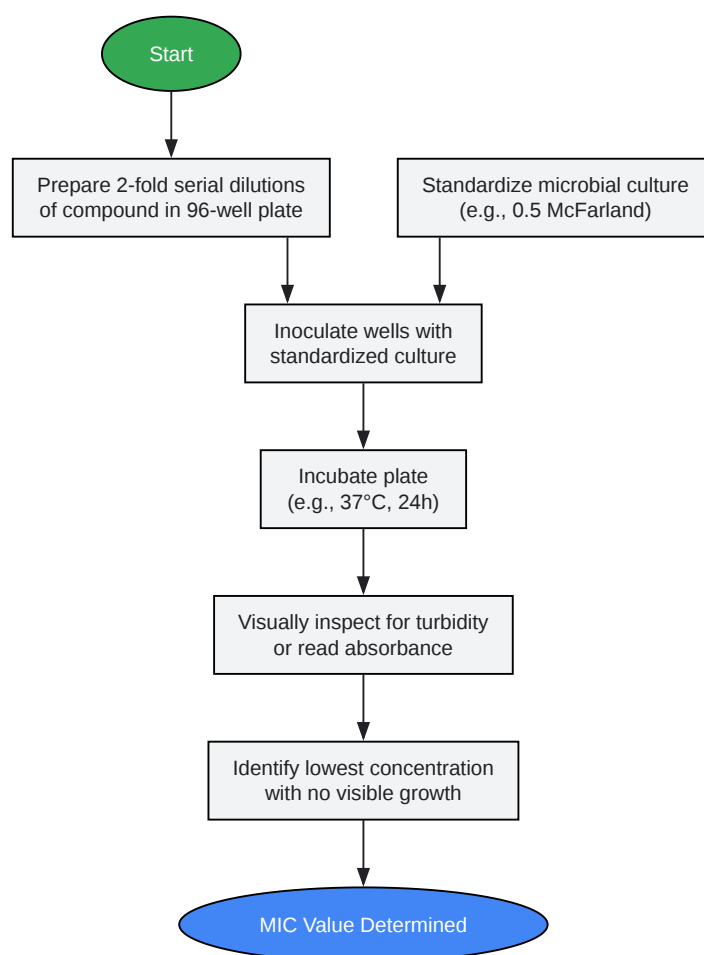 Start
Prepare 2-fold serial dilutions
of compound in 96-well plate
Standardize microbial culture
(e.g., 0.5 McFarland)
Inoculate wells with
standardized culture
Incubate plate
(e.g., 37°C, 24h)
Visually inspect for turbidity
or read absorbance
Identify lowest concentration
with no visible growth
MIC Value Determined